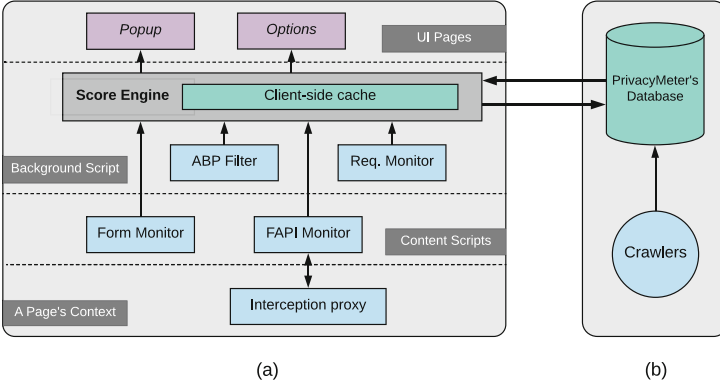 Popup
Options
UI Pages
Score Engine
Client-side cache
PrivacyMeter's
Database
ABP Filter
Req. Monitor
Background Script
Form Monitor
FAPI Monitor
Content Scripts
Crawlers
Interception proxy
A Page's Context
(a)
(b)